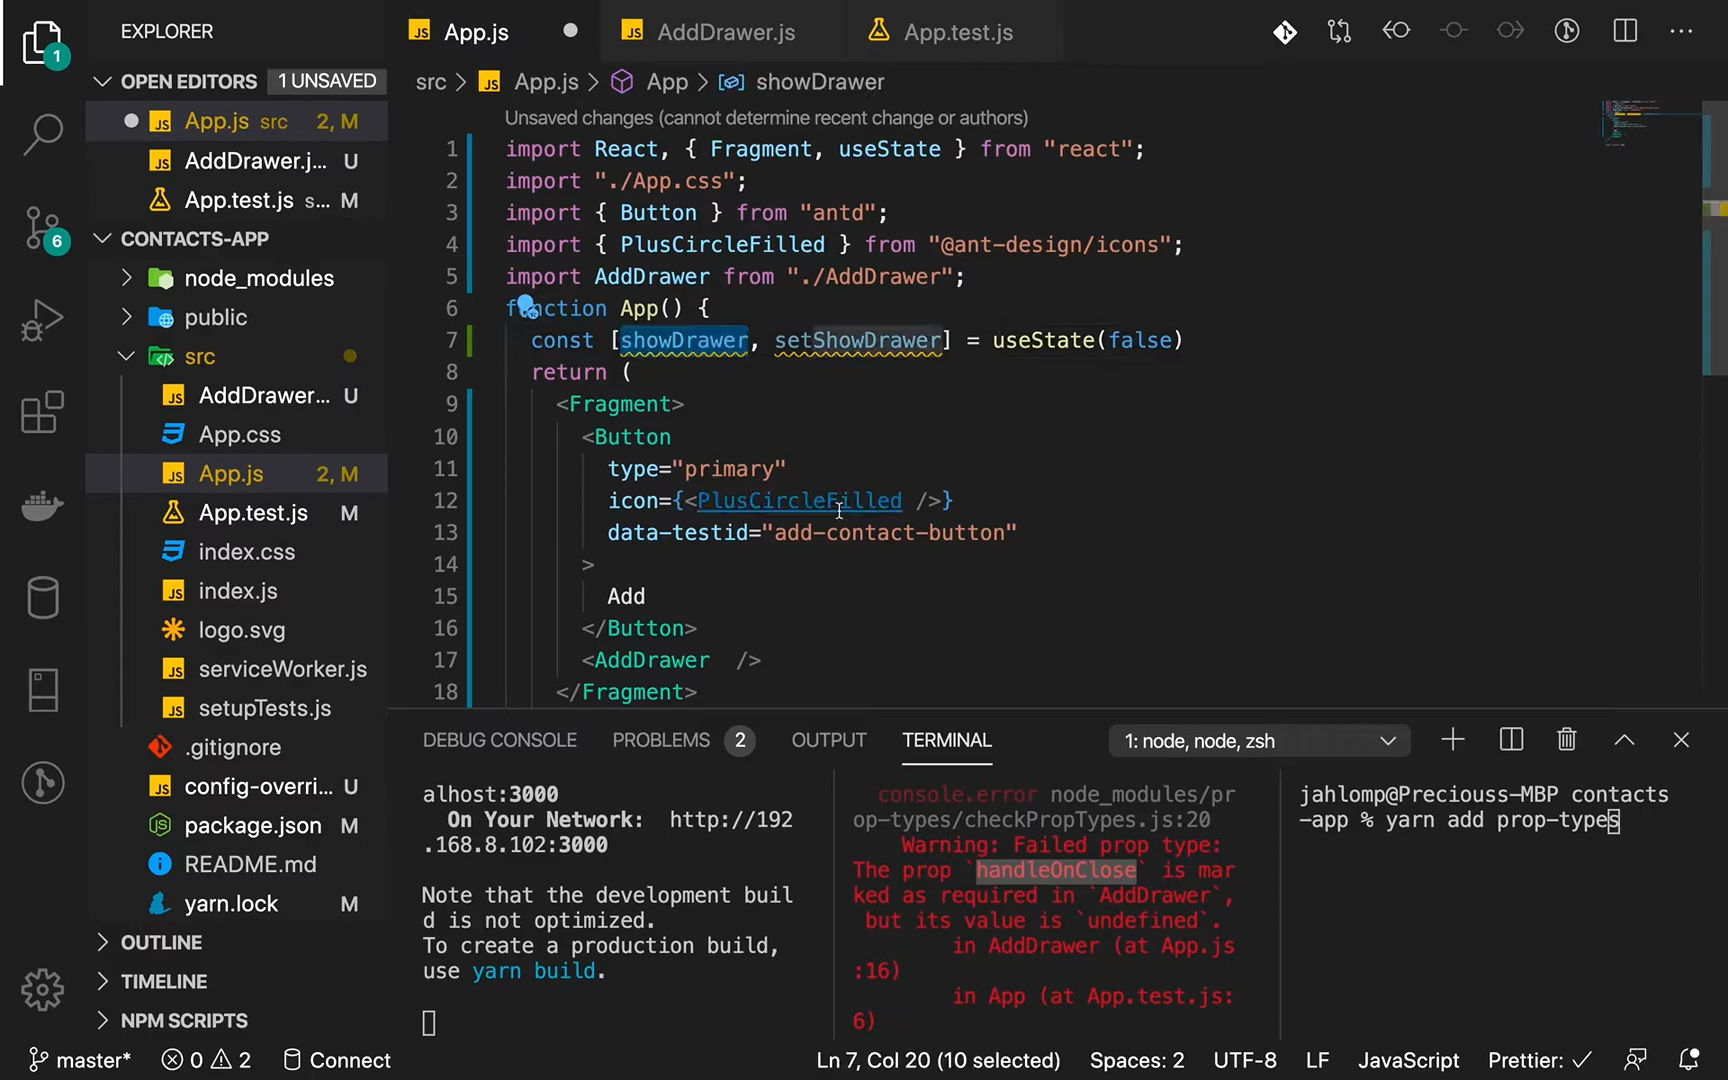 EXPLORER
OPEN EDITORS 1 UNSAVED
App.js src 2, M
AddDrawer.j... U
App.test.js s... M
CONTACTS-APP
node_modules
public
src
AddDrawer... U
App.css
App.js 2, M
App.test.js M
index.css
index.js
logo.svg
serviceWorker.js
setupTests.js
.gitignore
config-overri... U
package.json M
README.md
yarn.lock M
OUTLINE
TIMELINE
NPM SCRIPTS
1
6
App.js
AddDrawer.js
App.test.js
src > App.js > App > showDrawer
Unsaved changes (cannot determine recent change or authors)
1 import React, { Fragment, useState } from "react";
2 import "./App.css";
3 import { Button } from "antd";
4 import { PlusCircleFilled } from "@ant-design/icons";
5 import AddDrawer from "./AddDrawer";
6 function App() {
7 const [showDrawer, setShowDrawer] = useState(false)
8 return (
9 <Fragment>
10 <Button
11 type="primary"
12 icon={<PlusCircleFilled />}
13 data-testid="add-contact-button"
14 >
15 Add
16 </Button>
17 <AddDrawer />
18 </Fragment>
DEBUG CONSOLE PROBLEMS 2 OUTPUT TERMINAL 1: node, node, zsh
alhost:3000
On Your Network: http://192
.168.8.102:3000
Note that the development buil
d is not optimized.
To create a production build,
use yarn build.
console.error node_modules/pr
op-types/checkPropTypes.js:20
Warning: Failed prop type:
The prop `handleOnClose` is mar
ked as required in `AddDrawer`,
but its value is `undefined`.
in AddDrawer (at App.js
:16)
in App (at App.test.js:
6)
jahlomp@Preciouss-MBP contacts
-app % yarn add prop-types
master* 0 2 Connect Ln 7, Col 20 (10 selected) Spaces: 2 UTF-8 LF JavaScript Prettier: ✓